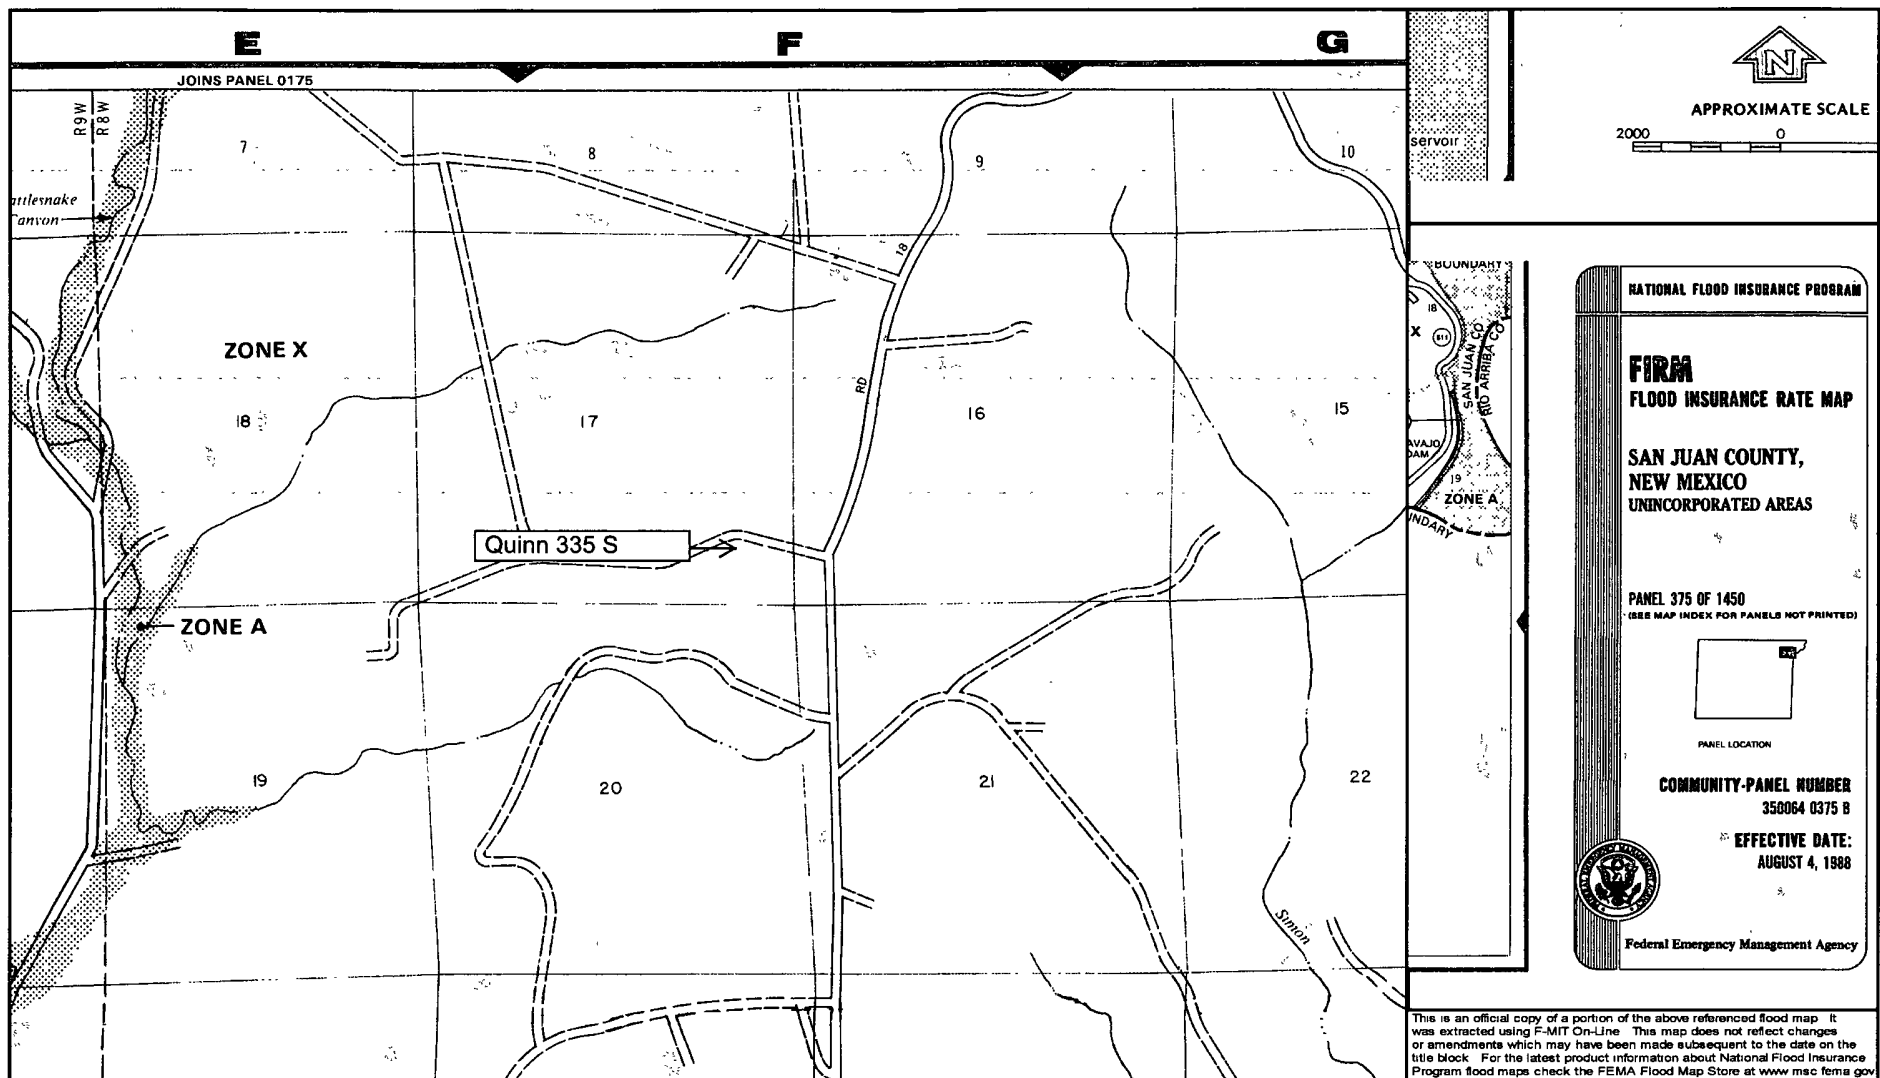 E F G
JOINS PANEL 0175
R9W
R8W
7
8
9
10
Canyon
18
ZONE X
RD
18
17
16
15
Quinn 335 S
ZONE A
19
20
21
22
Simon
servoir
BOUNDARY
18
X
511
SAN JUAN CO
RIO ARRIBA CO
AVAJO
DAM
19
ZONE A
UNDARY
N
APPROXIMATE SCALE
2000 0
NATIONAL FLOOD INSURANCE PROGRAM
FIRM
FLOOD INSURANCE RATE MAP
SAN JUAN COUNTY,
NEW MEXICO
UNINCORPORATED AREAS
PANEL 375 OF 1450
(SEE MAP INDEX FOR PANELS NOT PRINTED)
PANEL LOCATION
COMMUNITY-PANEL NUMBER
350064 0375 B
EFFECTIVE DATE:
AUGUST 4, 1988
Federal Emergency Management Agency
This is an official copy of a portion of the above referenced flood map It
was extracted using F-MIT On-Line This map does not reflect changes
or amendments which may have been made subsequent to the date on the
title block For the latest product information about National Flood Insurance
Program flood maps check the FEMA Flood Map Store at www msc fema gov